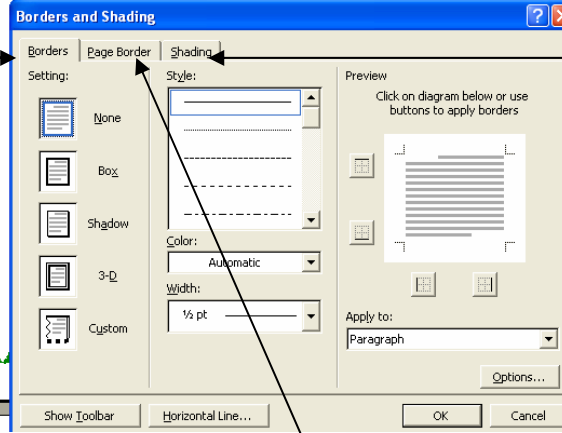 Borders and Shading
Borders
Page Border
Shading
Setting:
None
Box
Shadow
3-D
Custom
Style:
Color:
Automatic
Width:
½ pt
Preview
Click on diagram below or use
buttons to apply borders
Apply to:
Paragraph
Options...
Show Toolbar
Horizontal Line...
OK
Cancel